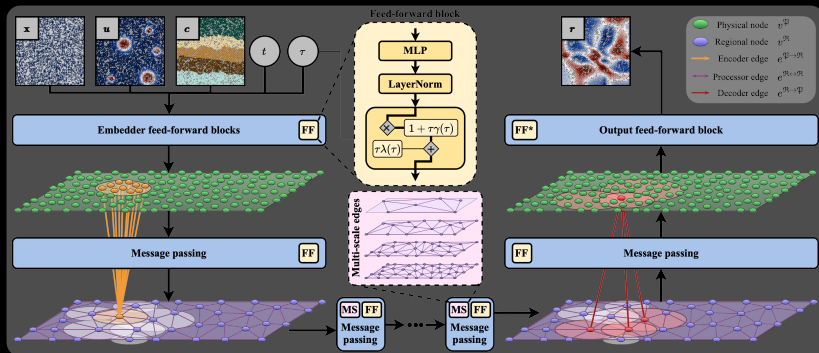 x
u
c
t
τ
Embedder feed-forward blocks
FF
Message passing
FF
Feed-forward block
MLP
LayerNorm
×
1 + τγ(τ)
τλ(τ)
+
Multi-scale edges
MS FF
Message
passing
MS FF
Message
passing
r
FF*
Output feed-forward block
FF
Message passing
Physical node v^𝔓
Regional node v^ℜ
Encoder edge e^𝔓→ℜ
Processor edge e^ℜ↔ℜ
Decoder edge e^ℜ→𝔓